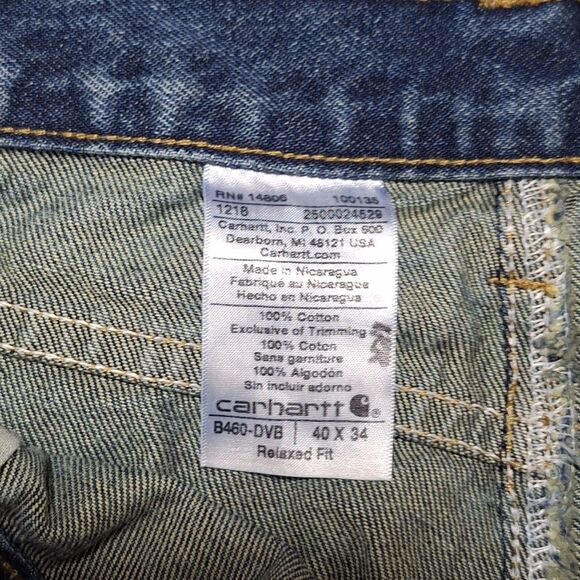 RN# 14806 100135
1218 2500024529
Carhartt, Inc. P. O. Box 600
Dearborn, MI 48121 USA
Carhartt.com
Made in Nicaragua
Fabriqué au Nicaragua
Hecho en Nicaragua
100% Cotton
Exclusive of Trimming
100% Coton
Sans garniture
100% Algodón
Sin incluir adorno
carhartt ®
B460-DVB 40 X 34
Relaxed Fit